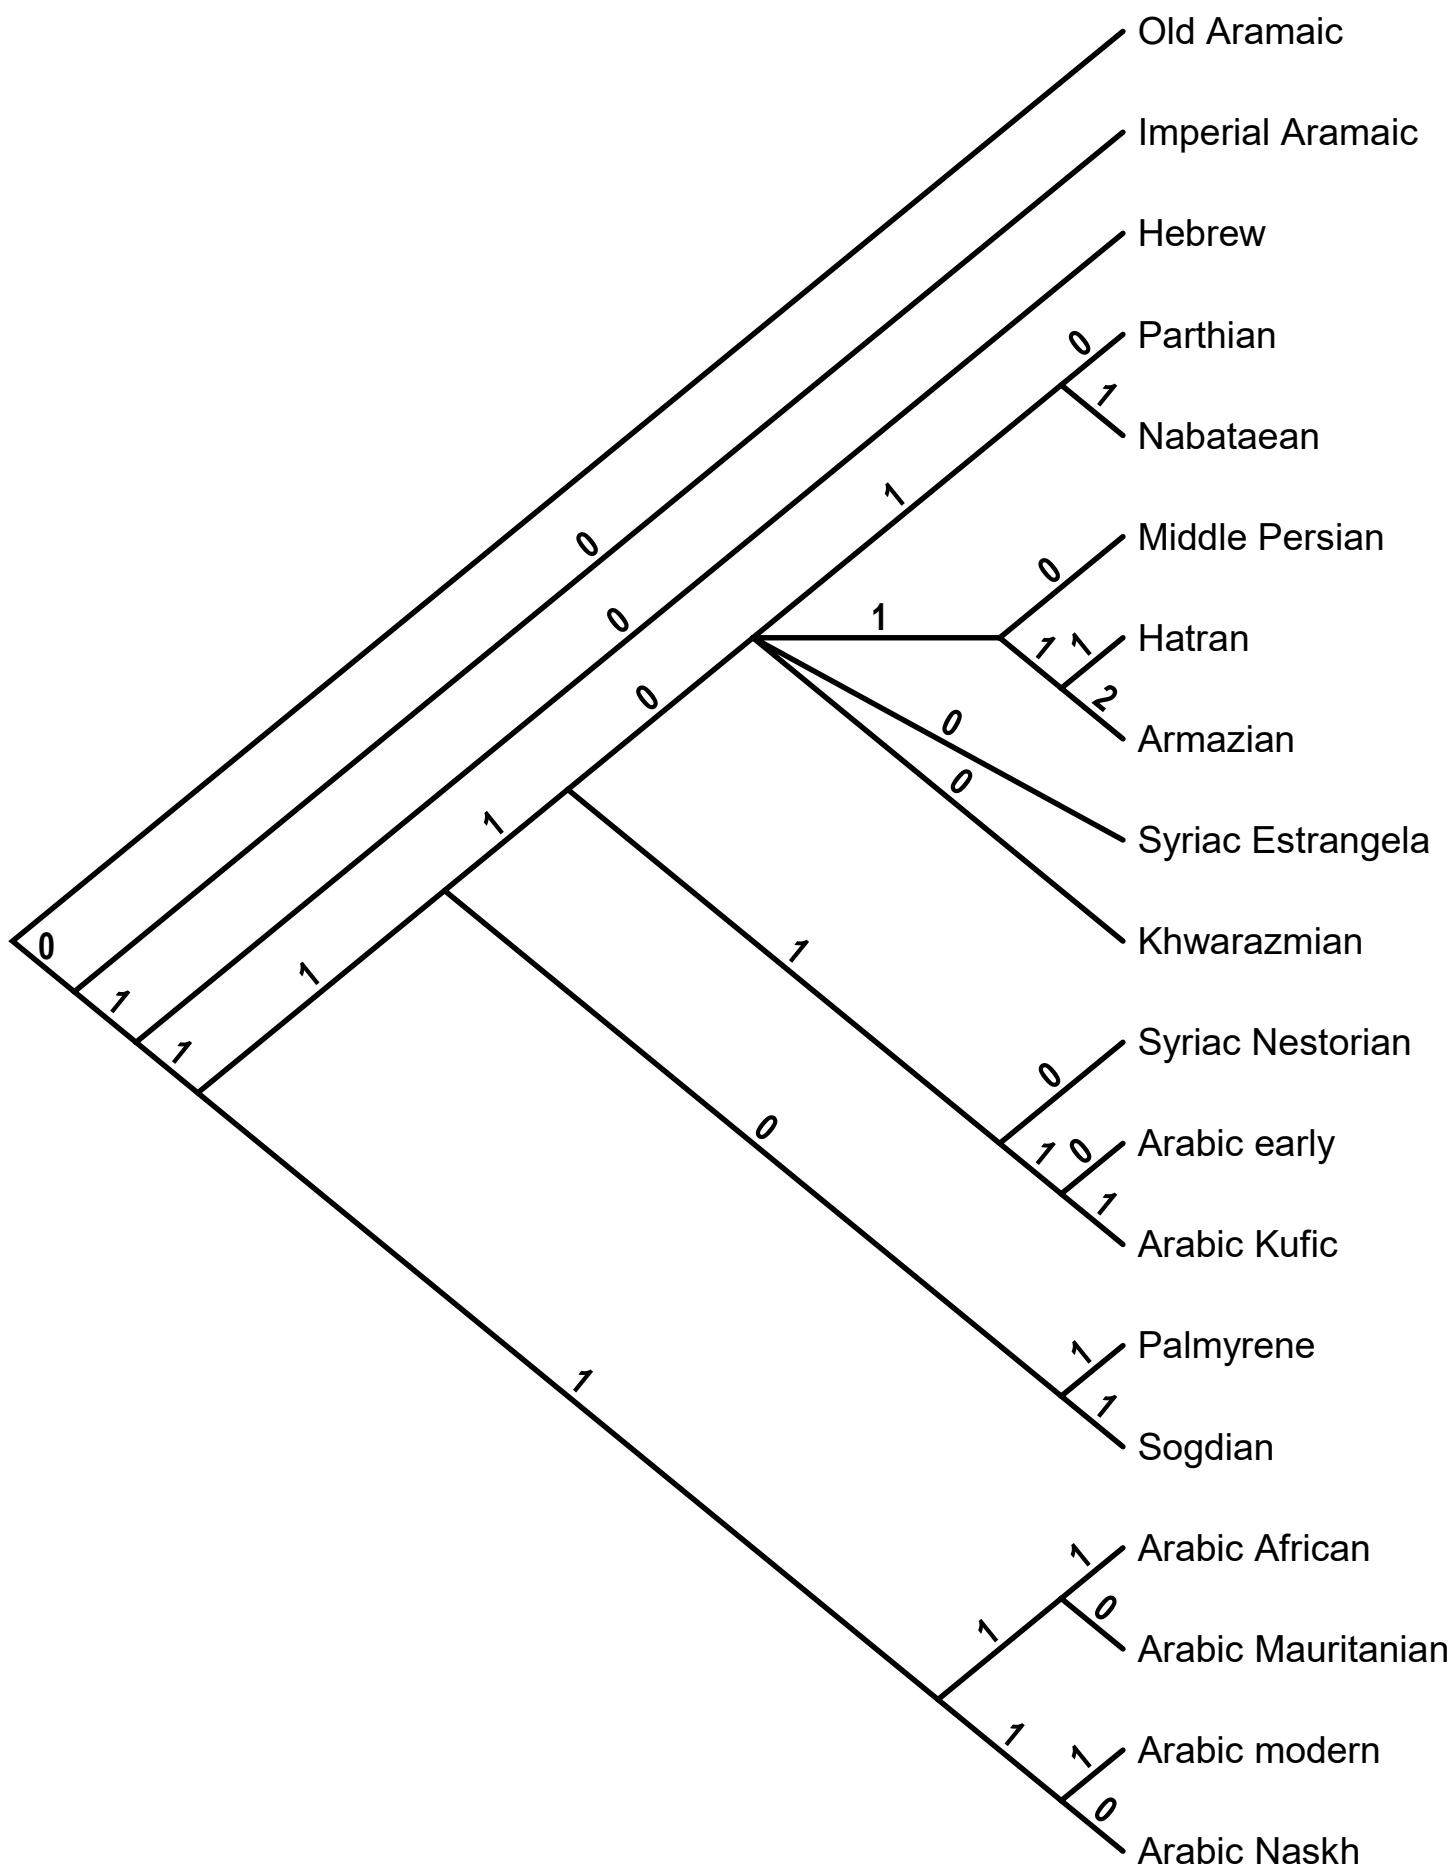 Old Aramaic
Imperial Aramaic
Hebrew
0 Parthian
1
Nabataean
1
Middle Persian
0
0
1
1 1 Hatran
0
2
0
Armazian
0
0
1
Syriac Estrangela
0
Khwarazmian
1
1
1
1
Syriac Nestorian
0
0
1 0 Arabic early
1
Arabic Kufic
1 Palmyrene
1
1
Sogdian
1 Arabic African
0
1
Arabic Mauritanian
1
1 Arabic modern
0
Arabic Naskh